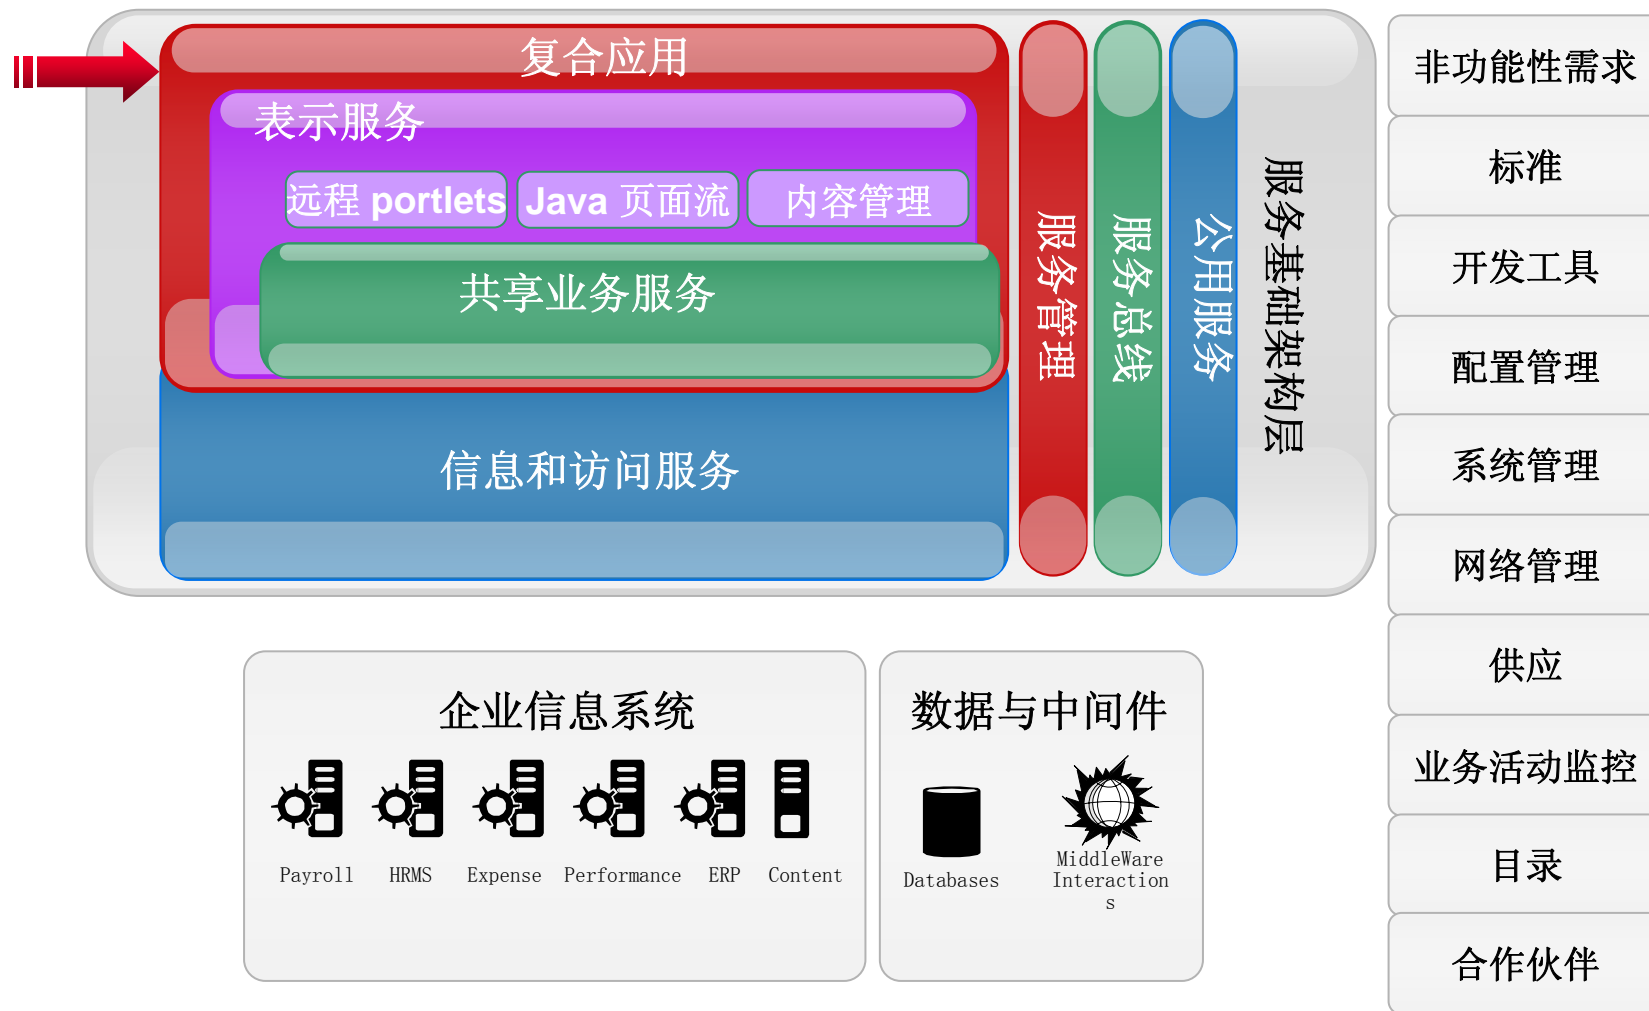 复合应用
表示服务
远程 portlets
Java 页面流
内容管理
共享业务服务
信息和访问服务
服务管理
服务总线
公用服务
服务基础架构层
企业信息系统
Payroll
HRMS
Expense
Performance
ERP
Content
数据与中间件
Databases
MiddleWare
Interaction
s
非功能性需求
标准
开发工具
配置管理
系统管理
网络管理
供应
业务活动监控
目录
合作伙伴